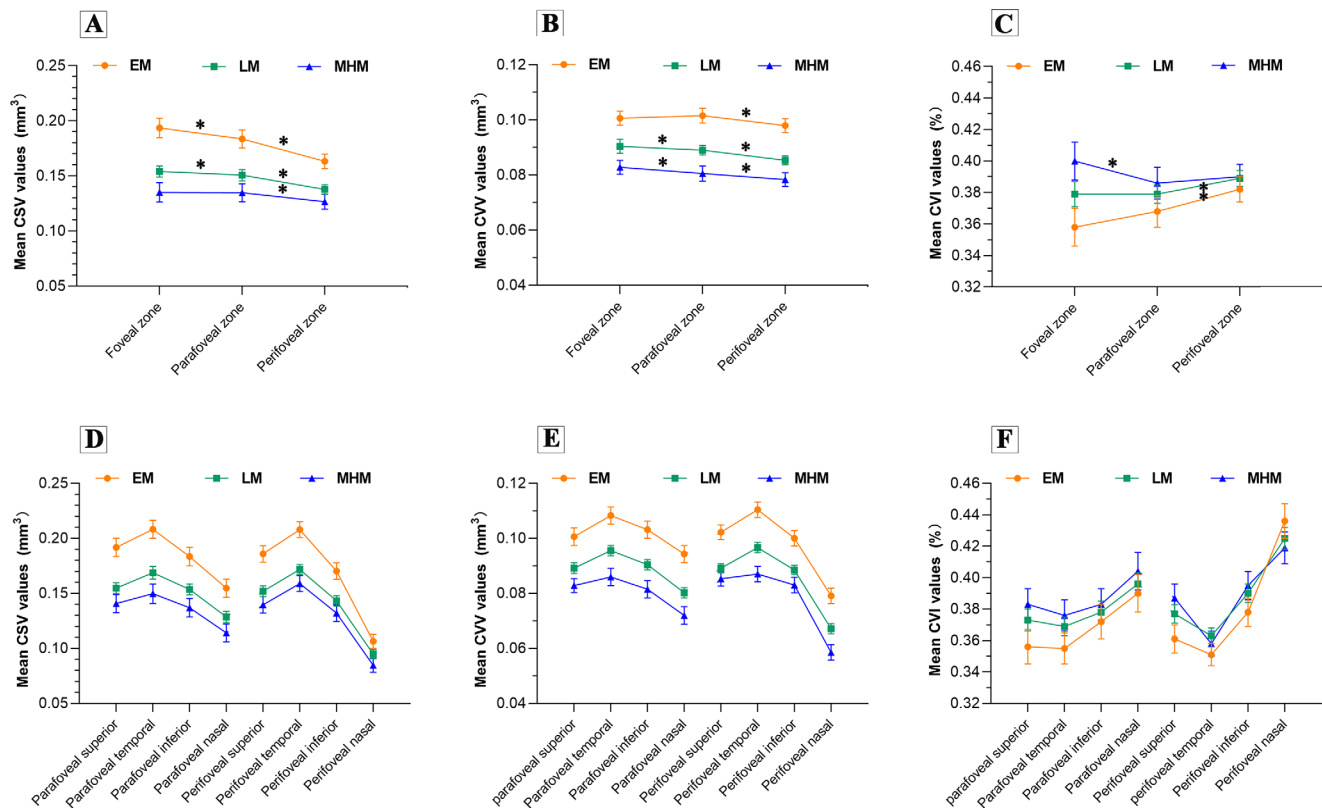 A
EM LM MHM
Mean CSV values (mm³)
0.25
0.20
0.15
0.10
0.05
* *
* *
*
Foveal zone
Parafoveal zone
Perifoveal zone
B
EM LM MHM
Mean CVV values (mm³)
0.12
0.10
0.08
0.06
0.04
*
* *
* *
Foveal zone
Parafoveal zone
Perifoveal zone
C
EM LM MHM
Mean CVI values (%)
0.46
0.44
0.42
0.40
0.38
0.36
0.34
0.32
*
*
*
Foveal zone
Parafoveal zone
Perifoveal zone
D
EM LM MHM
Mean CSV values (mm³)
0.25
0.20
0.15
0.10
0.05
Parafoveal superior
Parafoveal temporal
Parafoveal inferior
Parafoveal nasal
Perifoveal superior
Perifoveal temporal
Perifoveal inferior
Perifoveal nasal
E
EM LM MHM
Mean CVV values (mm³)
0.12
0.10
0.08
0.06
0.04
parafoveal superior
Parafoveal temporal
Parafoveal inferior
Parafoveal nasal
Perifoveal superior
Perifoveal temporal
Perifoveal inferior
Perifoveal nasal
F
EM LM MHM
Mean CVI values (%)
0.46
0.44
0.42
0.40
0.38
0.36
0.34
0.32
parafoveal superior
Parafoveal temporal
Parafoveal inferior
Parafoveal nasal
Perifoveal superior
perifoveal temporal
Perifoveal inferior
Perifoveal nasal